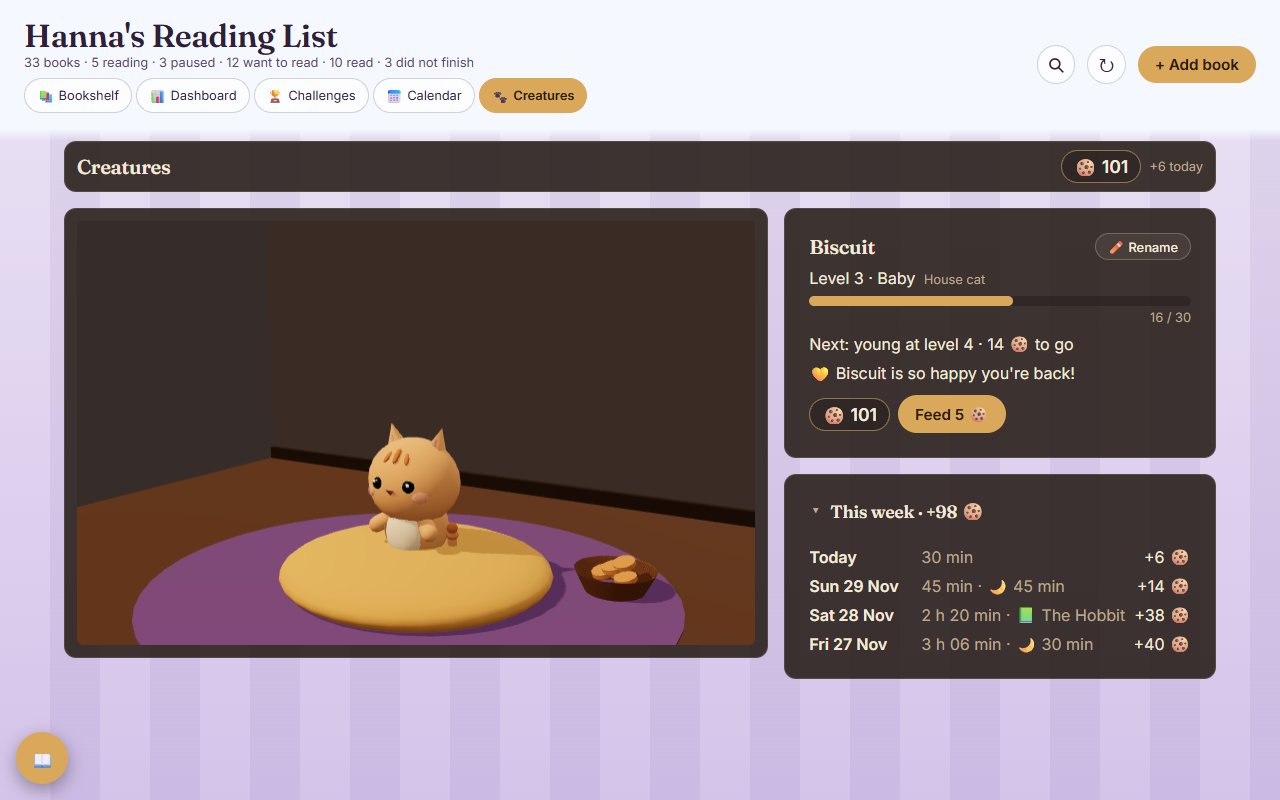 Hanna's Reading List
33 books · 5 reading · 3 paused · 12 want to read · 10 read · 3 did not finish
Bookshelf
Dashboard
Challenges
Calendar
Creatures
+ Add book
Creatures
101
+6 today
Biscuit
Rename
Level 3 · Baby House cat
16 / 30
Next: young at level 4 · 14 to go
Biscuit is so happy you're back!
101
Feed 5
This week · +98
Today 30 min +6
Sun 29 Nov 45 min · 45 min +14
Sat 28 Nov 2 h 20 min · The Hobbit +38
Fri 27 Nov 3 h 06 min · 30 min +40